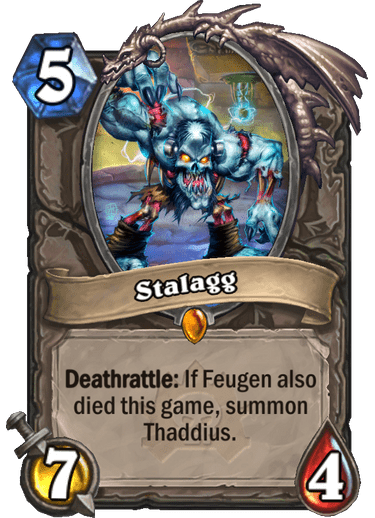 5
Stalagg
Deathrattle: If Feugen also
died this game, summon
Thaddius.
7
4